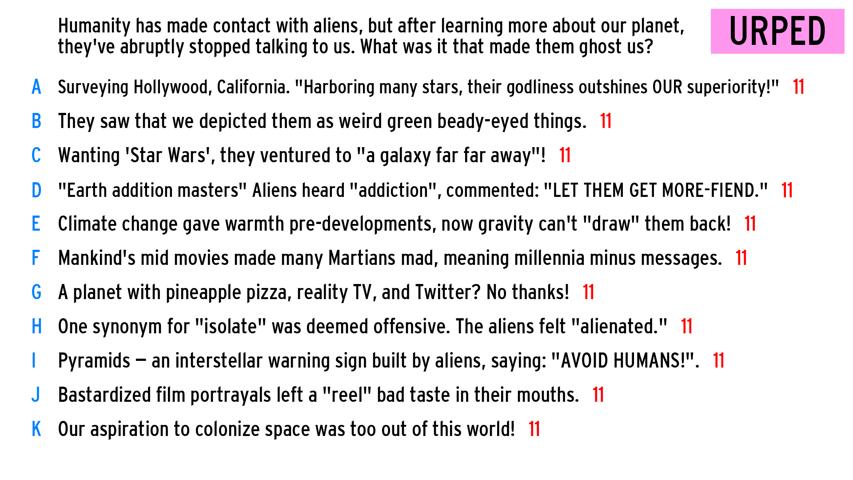 Humanity has made contact with aliens, but after learning more about our planet,
they've abruptly stopped talking to us. What was it that made them ghost us?
URPED
A Surveying Hollywood, California. "Harboring many stars, their godliness outshines OUR superiority!" 11
B They saw that we depicted them as weird green beady-eyed things. 11
C Wanting 'Star Wars', they ventured to "a galaxy far far away"! 11
D "Earth addition masters" Aliens heard "addiction", commented: "LET THEM GET MORE-FIEND." 11
E Climate change gave warmth pre-developments, now gravity can't "draw" them back! 11
F Mankind's mid movies made many Martians mad, meaning millennia minus messages. 11
G A planet with pineapple pizza, reality TV, and Twitter? No thanks! 11
H One synonym for "isolate" was deemed offensive. The aliens felt "alienated." 11
I Pyramids – an interstellar warning sign built by aliens, saying: "AVOID HUMANS!". 11
J Bastardized film portrayals left a "reel" bad taste in their mouths. 11
K Our aspiration to colonize space was too out of this world! 11